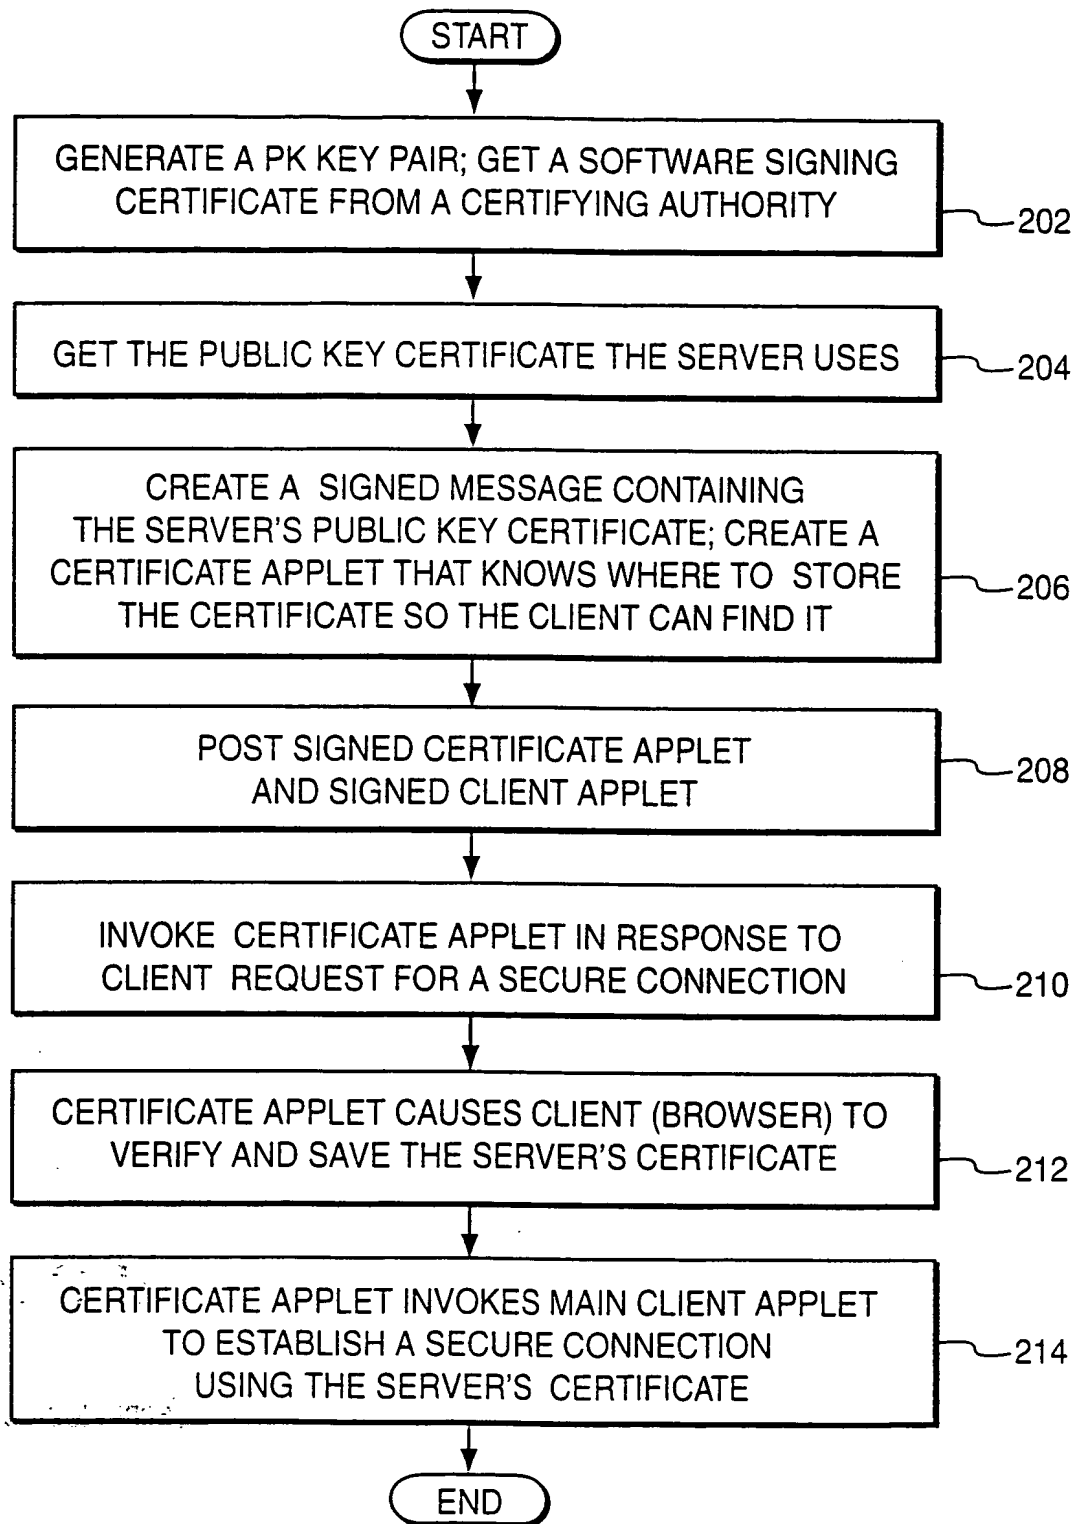 START
GENERATE A PK KEY PAIR; GET A SOFTWARE SIGNING
CERTIFICATE FROM A CERTIFYING AUTHORITY
202
GET THE PUBLIC KEY CERTIFICATE THE SERVER USES
204
CREATE A SIGNED MESSAGE CONTAINING
THE SERVER'S PUBLIC KEY CERTIFICATE; CREATE A
CERTIFICATE APPLET THAT KNOWS WHERE TO STORE
THE CERTIFICATE SO THE CLIENT CAN FIND IT
206
POST SIGNED CERTIFICATE APPLET
AND SIGNED CLIENT APPLET
208
INVOKE CERTIFICATE APPLET IN RESPONSE TO
CLIENT REQUEST FOR A SECURE CONNECTION
210
CERTIFICATE APPLET CAUSES CLIENT (BROWSER) TO
VERIFY AND SAVE THE SERVER'S CERTIFICATE
212
CERTIFICATE APPLET INVOKES MAIN CLIENT APPLET
TO ESTABLISH A SECURE CONNECTION
USING THE SERVER'S CERTIFICATE
214
END